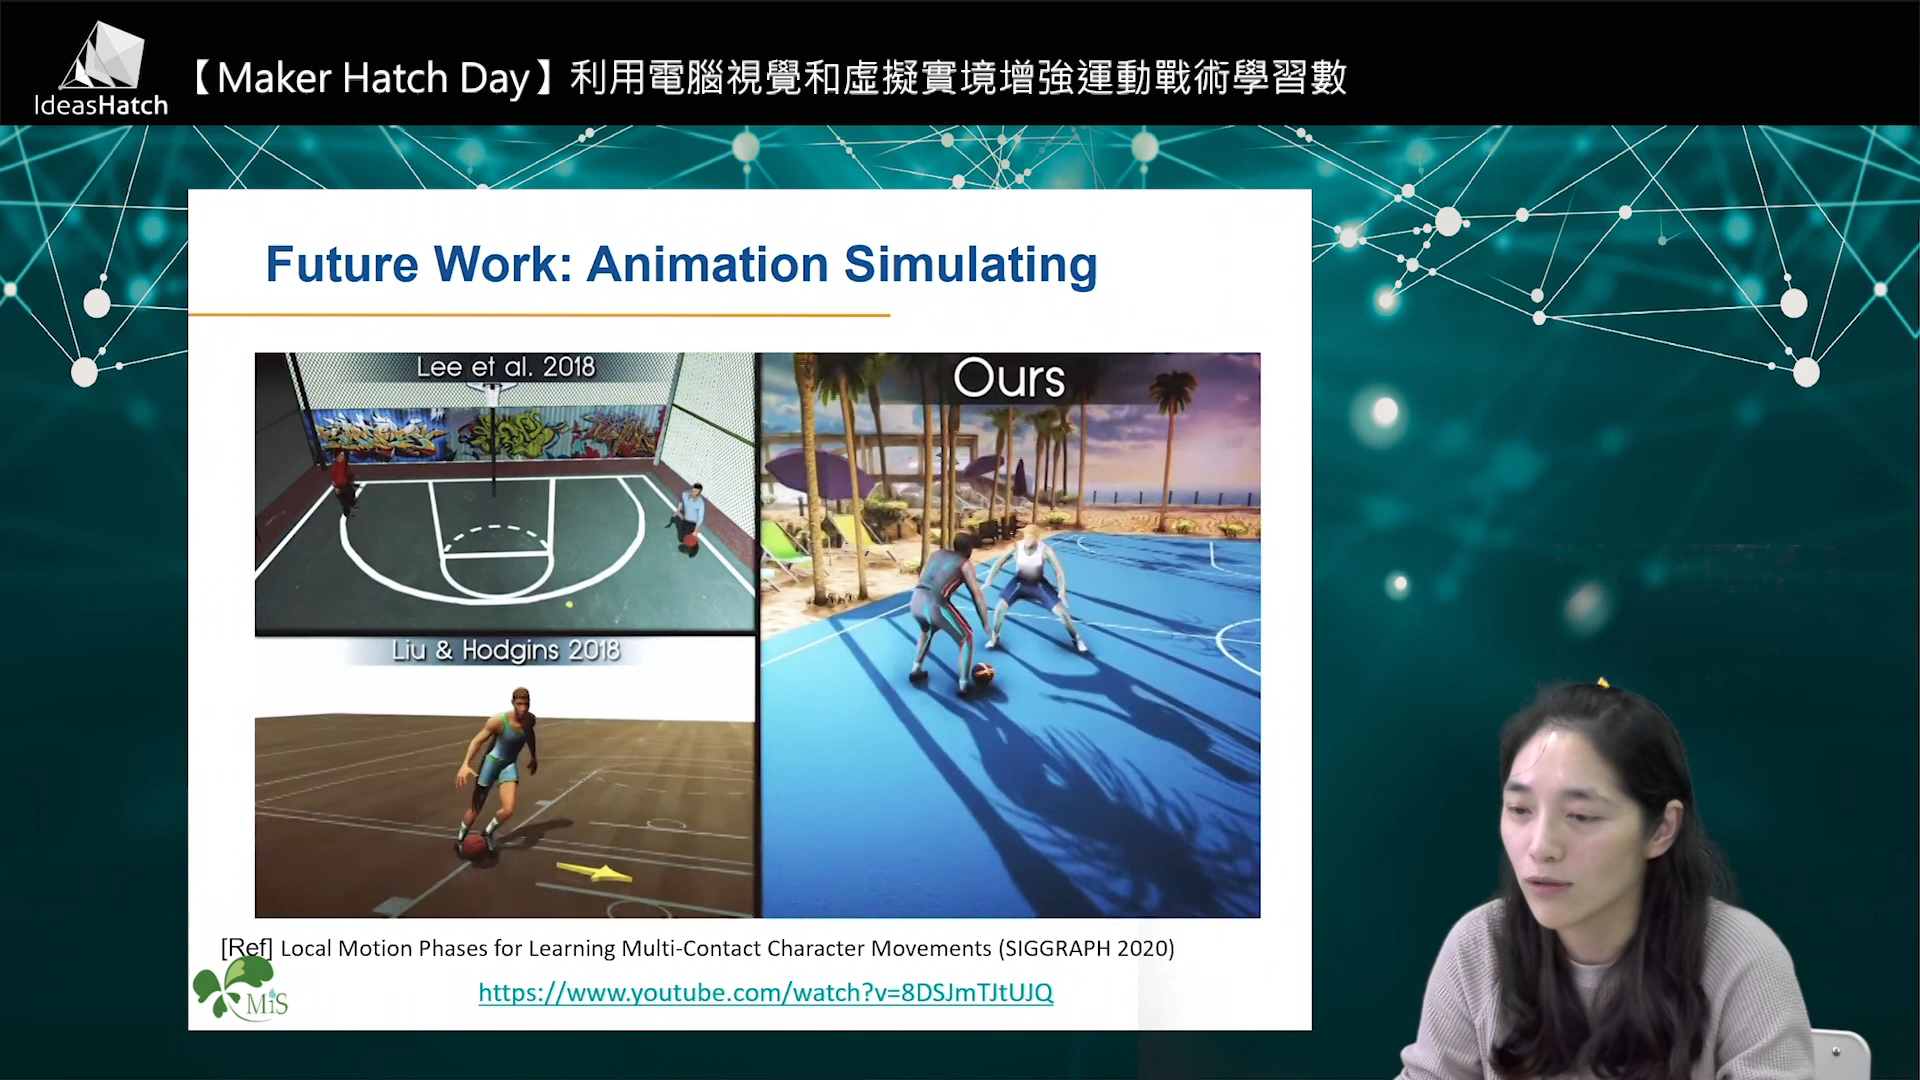 IdeasHatch
【Maker Hatch Day】利用電腦視覺和虛擬實境增強運動戰術學習數
Future Work: Animation Simulating
Lee et al. 2018
Ours
Liu & Hodgins 2018
[Ref] Local Motion Phases for Learning Multi-Contact Character Movements (SIGGRAPH 2020)
MiS
https://www.youtube.com/watch?v=8DSJmTJtUJQ